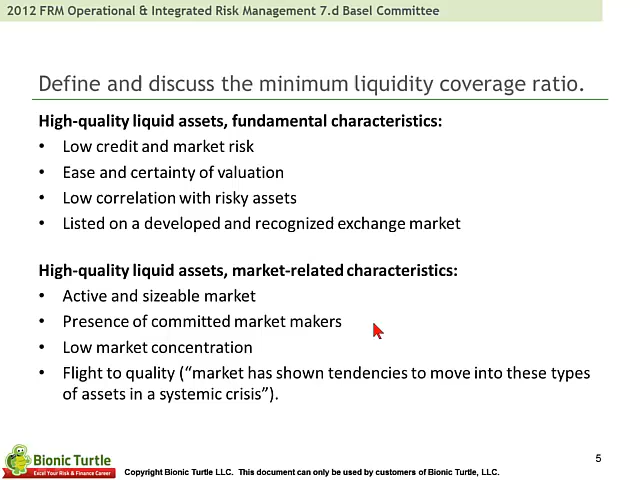 2012 FRM Operational & Integrated Risk Management 7.d Basel Committee
Define and discuss the minimum liquidity coverage ratio.
High-quality liquid assets, fundamental characteristics:
• Low credit and market risk
• Ease and certainty of valuation
• Low correlation with risky assets
• Listed on a developed and recognized exchange market
High-quality liquid assets, market-related characteristics:
• Active and sizeable market
• Presence of committed market makers
• Low market concentration
• Flight to quality (“market has shown tendencies to move into these types
of assets in a systemic crisis”).
5
Bionic Turtle
Excel Your Risk & Finance Career
Copyright Bionic Turtle LLC. This document can only be used by customers of Bionic Turtle, LLC.